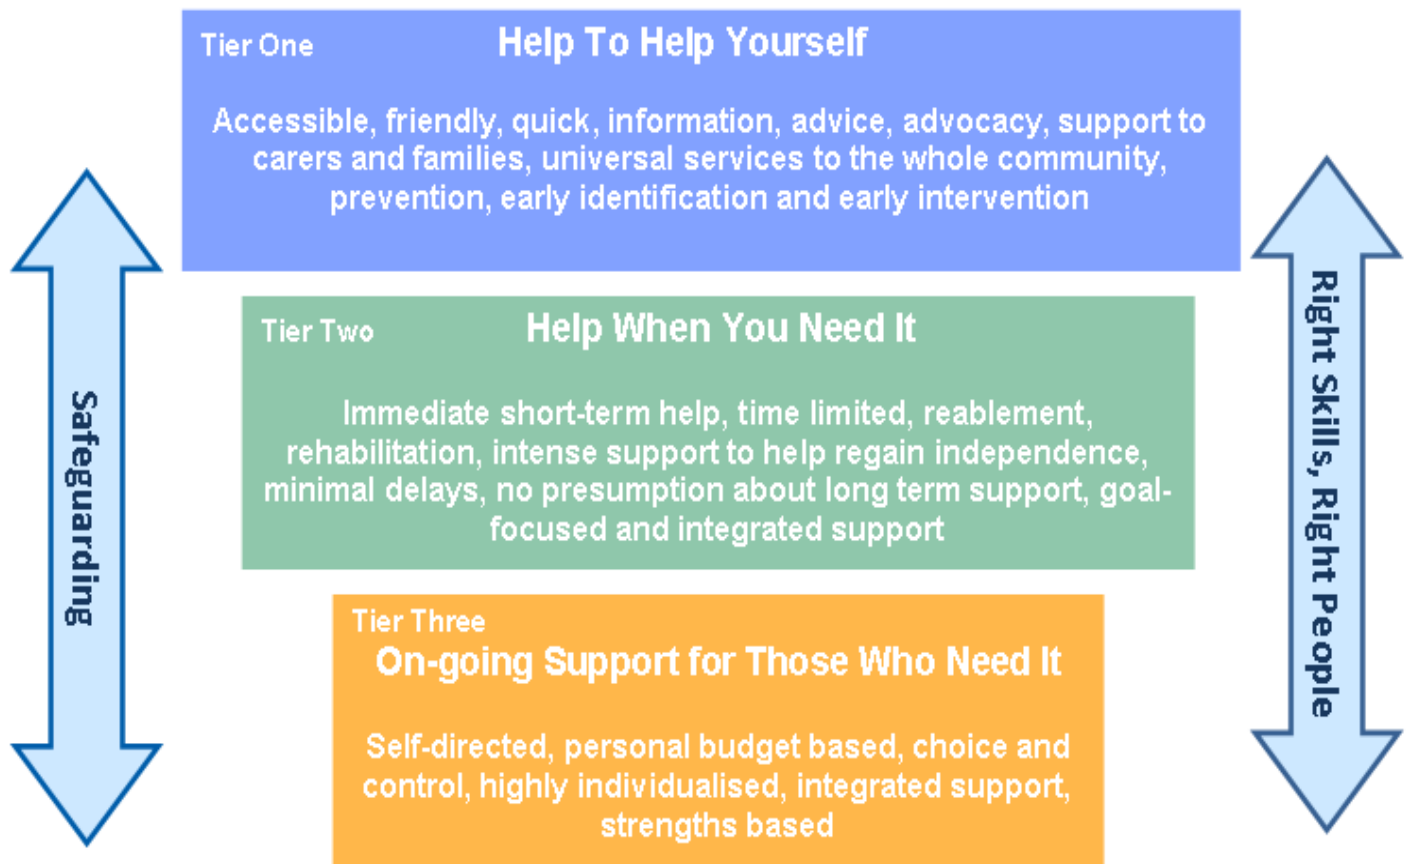 Tier One
Help To Help Yourself
Accessible, friendly, quick, information, advice, advocacy, support to
carers and families, universal services to the whole community,
prevention, early identification and early intervention
Tier Two
Help When You Need It
Immediate short-term help, time limited, reablement,
rehabilitation, intense support to help regain independence,
minimal delays, no presumption about long term support, goal-
focused and integrated support
Tier Three
On-going Support for Those Who Need It
Self-directed, personal budget based, choice and
control, highly individualised, integrated support,
strengths based
Safeguarding
Right Skills, Right People